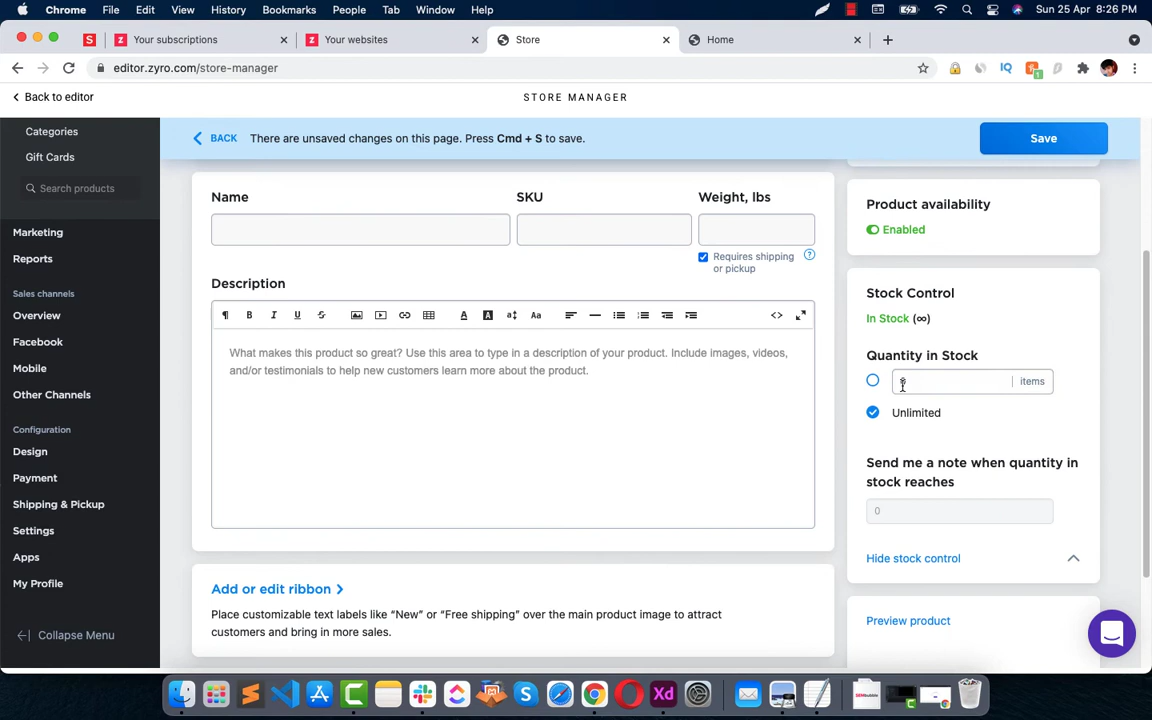 Chrome File Edit View History Bookmarks People Tab Window Help Sun 25 Apr 8:26 PM
S Your subscriptions Your websites Store Home
editor.zyro.com/store-manager
Back to editor STORE MANAGER
Categories
Gift Cards
Search products
Marketing
Reports
Sales channels
Overview
Facebook
Mobile
Other Channels
Configuration
Design
Payment
Shipping & Pickup
Settings
Apps
My Profile
Collapse Menu
BACK There are unsaved changes on this page. Press Cmd + S to save. Save
Name SKU Weight, lbs
Requires shipping
or pickup
Description
What makes this product so great? Use this area to type in a description of your product. Include images, videos,
and/or testimonials to help new customers learn more about the product.
Add or edit ribbon
Place customizable text labels like “New” or “Free shipping” over the main product image to attract
customers and bring in more sales.
Product availability
Enabled
Stock Control
In Stock (∞)
Quantity in Stock
items
Unlimited
Send me a note when quantity in
stock reaches
0
Hide stock control
Preview product